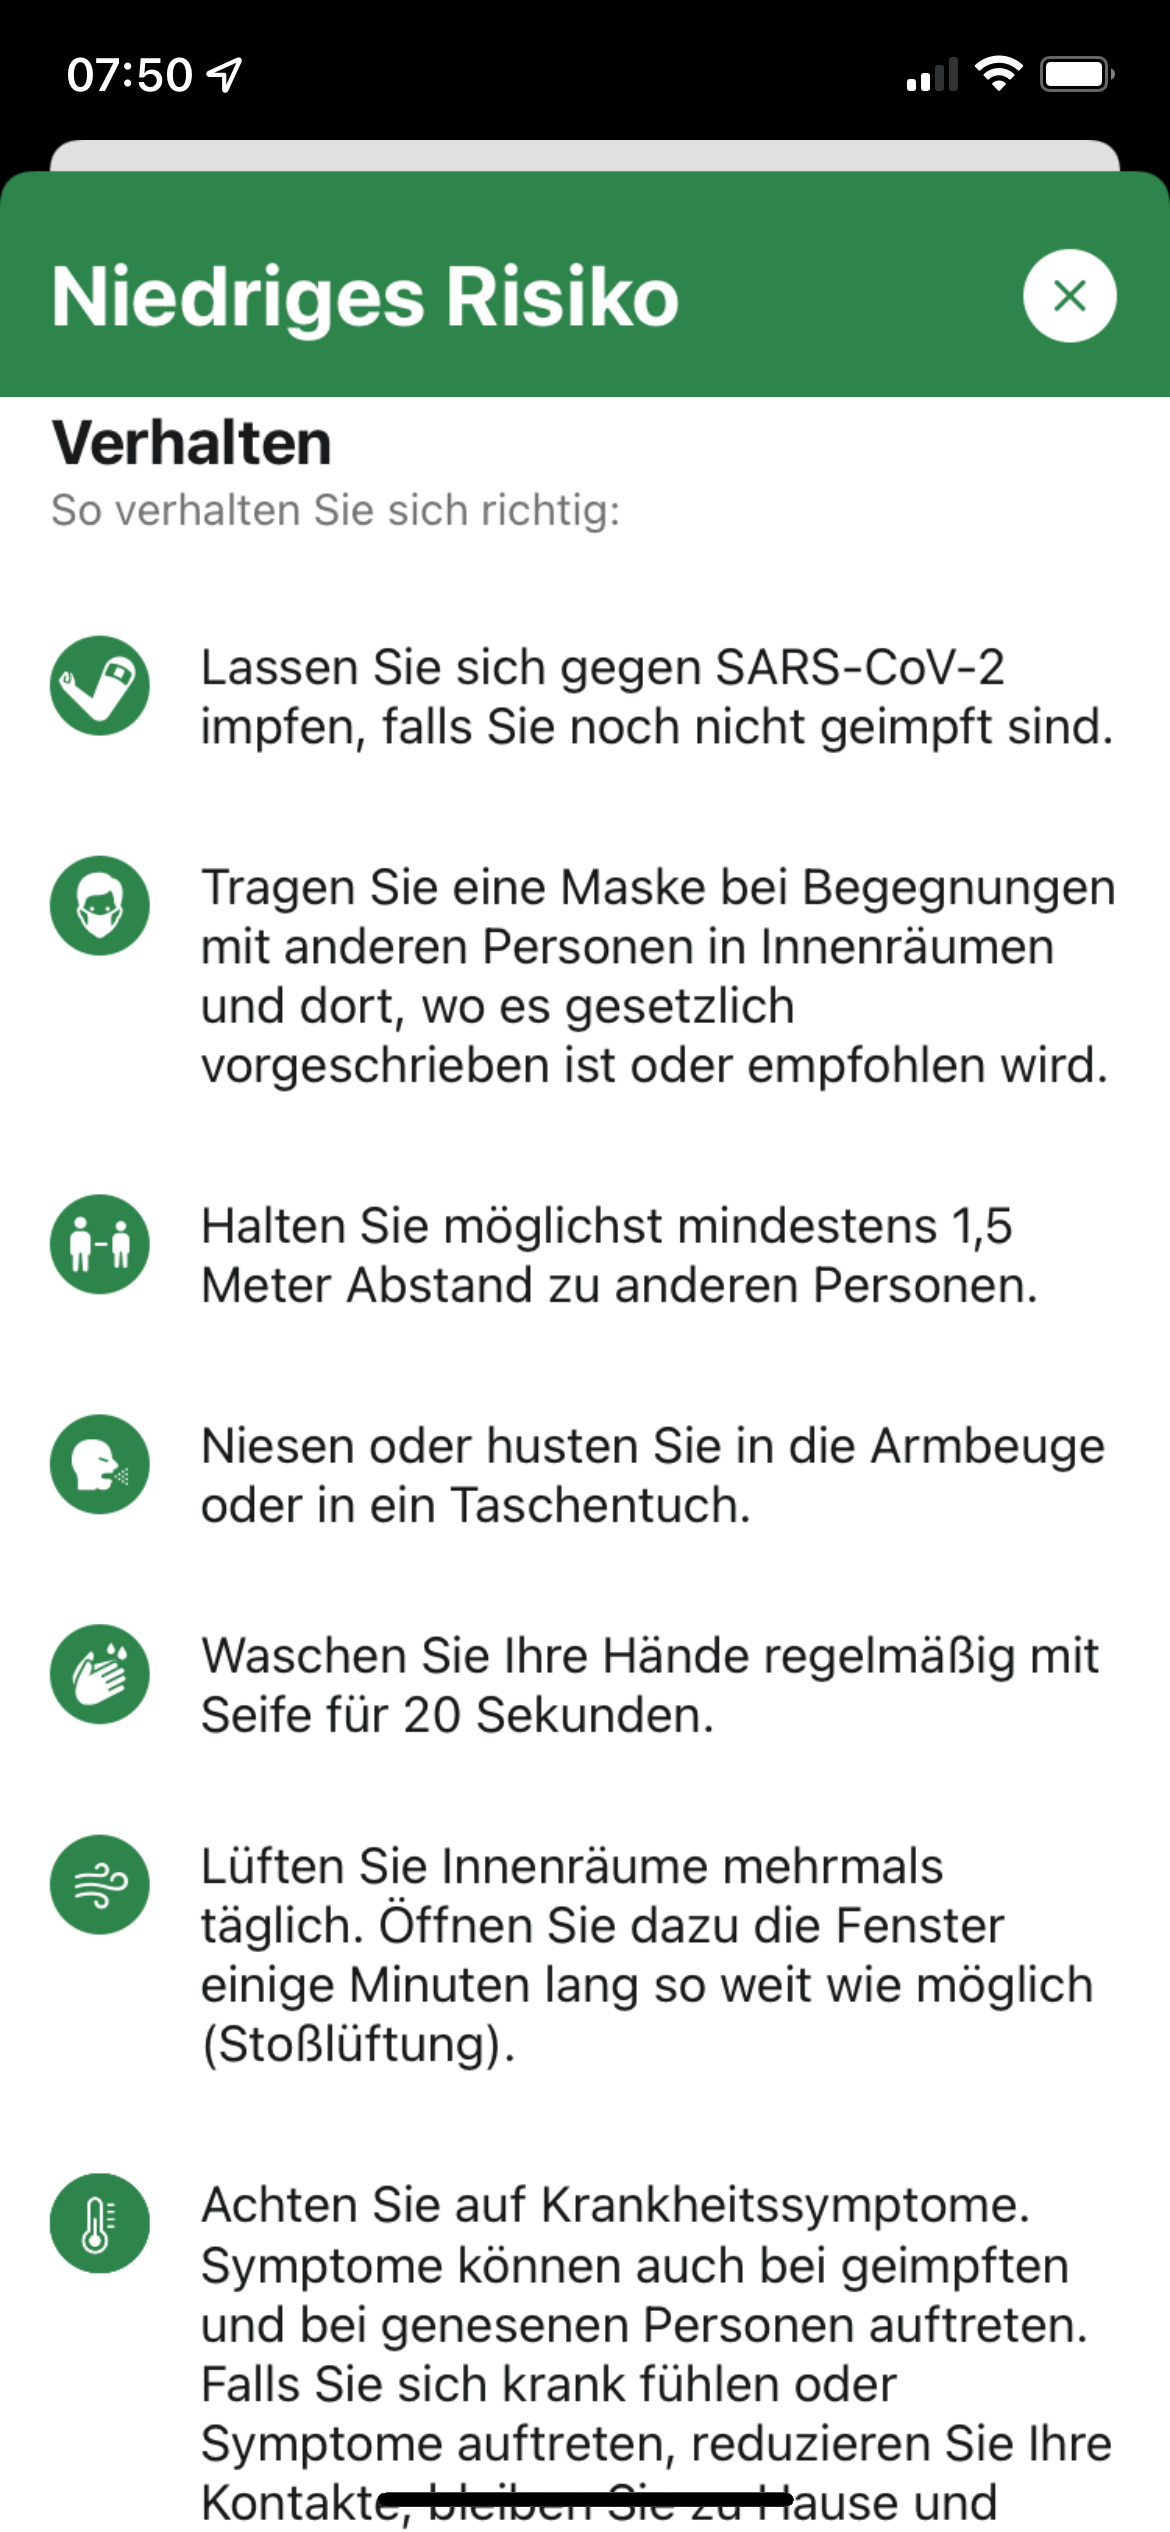 07:50
Niedriges Risiko
Verhalten
So verhalten Sie sich richtig:
Lassen Sie sich gegen SARS-CoV-2
impfen, falls Sie noch nicht geimpft sind.
Tragen Sie eine Maske bei Begegnungen
mit anderen Personen in Innenräumen
und dort, wo es gesetzlich
vorgeschrieben ist oder empfohlen wird.
Halten Sie möglichst mindestens 1,5
Meter Abstand zu anderen Personen.
Niesen oder husten Sie in die Armbeuge
oder in ein Taschentuch.
Waschen Sie Ihre Hände regelmäßig mit
Seife für 20 Sekunden.
Lüften Sie Innenräume mehrmals
täglich. Öffnen Sie dazu die Fenster
einige Minuten lang so weit wie möglich
(Stoßlüftung).
Achten Sie auf Krankheitssymptome.
Symptome können auch bei geimpften
und bei genesenen Personen auftreten.
Falls Sie sich krank fühlen oder
Symptome auftreten, reduzieren Sie Ihre
Kontakte, bleiben Sie zu Hause und